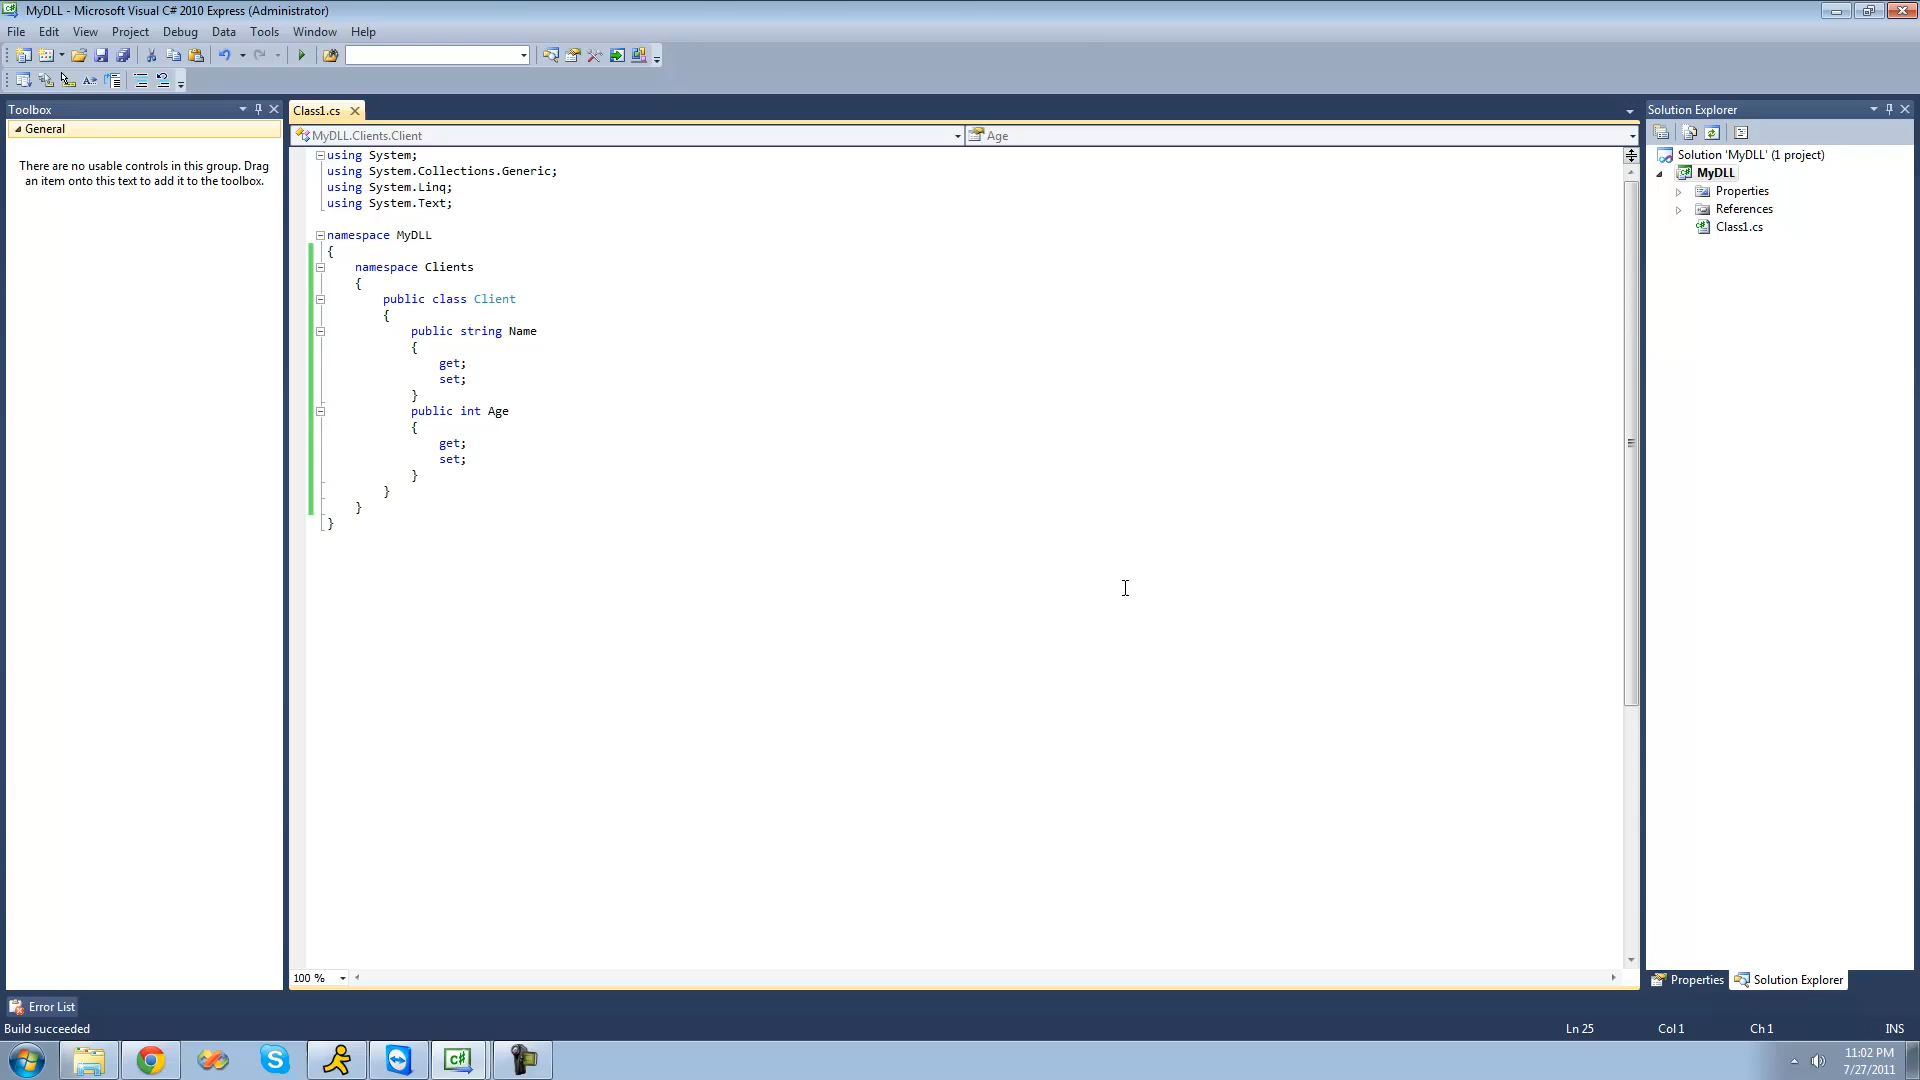 MyDLL - Microsoft Visual C# 2010 Express (Administrator)
File Edit View Project Debug Data Tools Window Help
Toolbox
General
There are no usable controls in this group. Drag
an item onto this text to add it to the toolbox.
Class1.cs
MyDLL.Clients.Client
Age
using System;
using System.Collections.Generic;
using System.Linq;
using System.Text;
namespace MyDLL
{
namespace Clients
{
public class Client
{
public string Name
{
get;
set;
}
public int Age
{
get;
set;
}
}
}
}
100 %
Solution Explorer
Solution 'MyDLL' (1 project)
MyDLL
Properties
References
Class1.cs
Properties Solution Explorer
Error List
Build succeeded
Ln 25 Col 1 Ch 1 INS
11:02 PM
7/27/2011